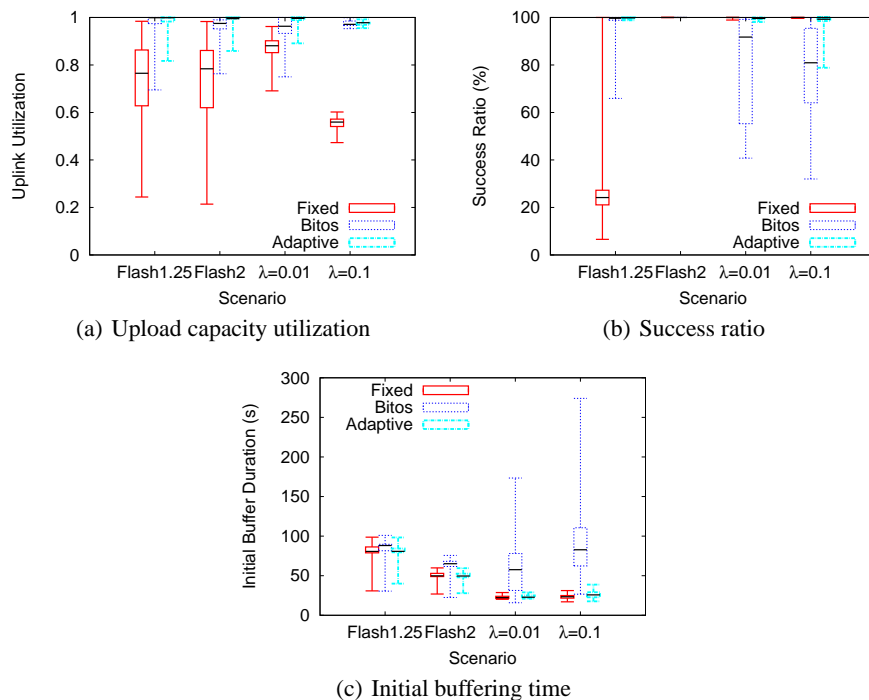 1
0.8
0.6
0.4
0.2
0
Uplink Utilization
Fixed
Bitos
Adaptive
Flash1.25 Flash2 λ=0.01 λ=0.1
Scenario
(a) Upload capacity utilization
100
80
60
40
20
0
Success Ratio (%)
Fixed
Bitos
Adaptive
Flash1.25 Flash2 λ=0.01 λ=0.1
Scenario
(b) Success ratio
300
250
200
150
100
50
0
Initial Buffer Duration (s)
Fixed
Bitos
Adaptive
Flash1.25 Flash2 λ=0.01 λ=0.1
Scenario
(c) Initial buffering time